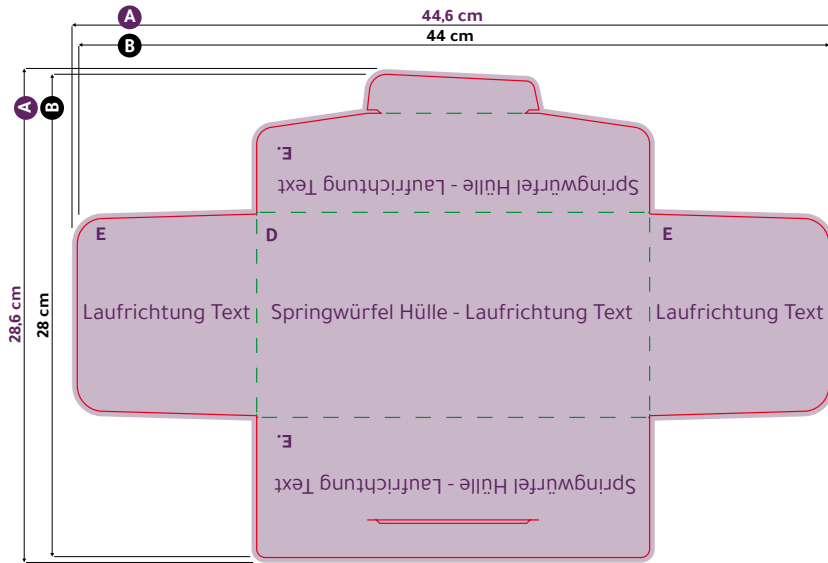 A
44,6 cm
B
44 cm
A
B
E.
Springwürfel Hülle - Laufrichtung Text
E
D
E
28,6 cm
28 cm
Laufrichtung Text
Springwürfel Hülle - Laufrichtung Text
Laufrichtung Text
E.
Springwürfel Hülle - Laufrichtung Text